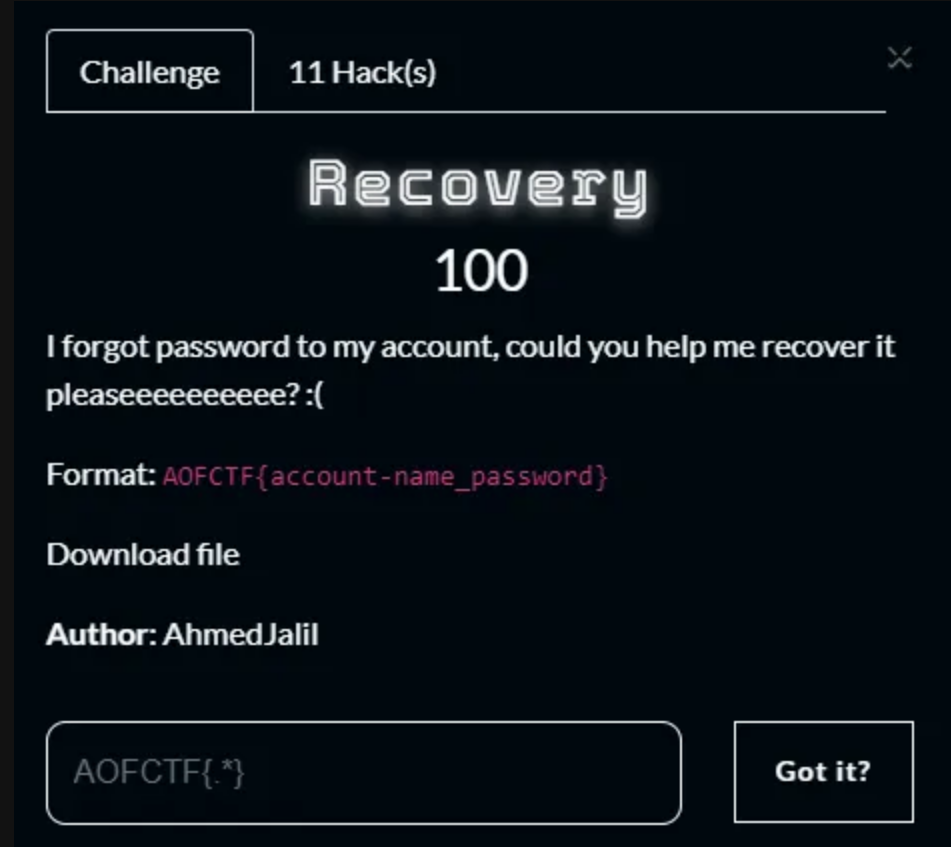 Challenge 11 Hack(s)
Recovery
100
I forgot password to my account, could you help me recover it
pleaseeeeeeeeeee? :(
Format: AOFCTF{account-name_password}
Download file
Author: AhmedJalil
AOFCTF{.*} Got it?